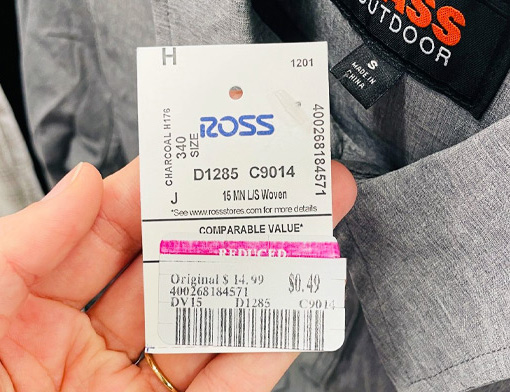 ASS
OUTDOOR
S
MADE IN
CHINA
H
1201
ROSS
CHARCOAL H176
340
SIZE
400268184571
D1285 C9014
J
15 MN L/S Woven
*See www.rossstores.com for more details
COMPARABLE VALUE*
REDUCED
Original $ 14.99 $0.49
400268184571
DV15 D1285 C9014